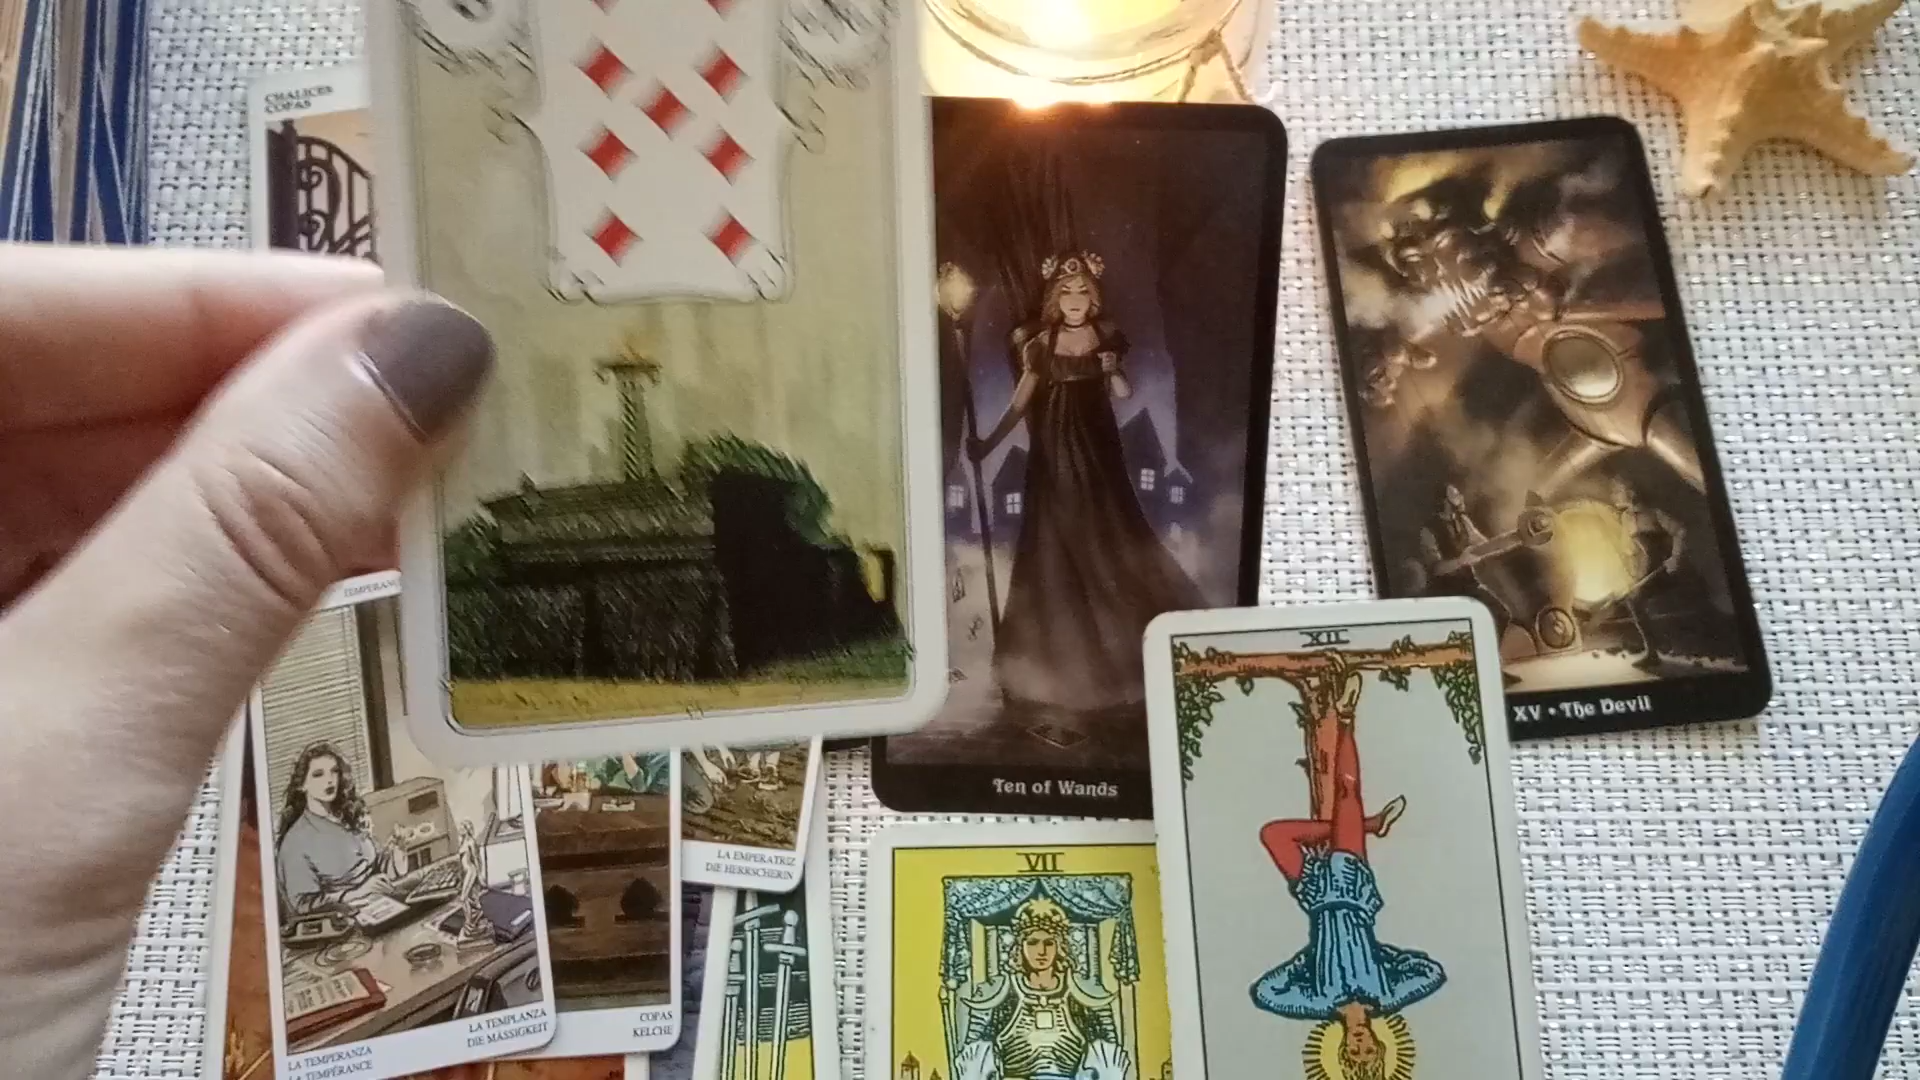 CHALICES
COPAS
Ten of Wands
XV • The Devil
XII
VII
LA EMPERATRIZ
DIE HERRSCHERIN
LA TEMPLANZA
DIE MÄSSIGKEIT
LA TEMPERANZA
LA TEMPÉRANCE
COPAS
KELCHE